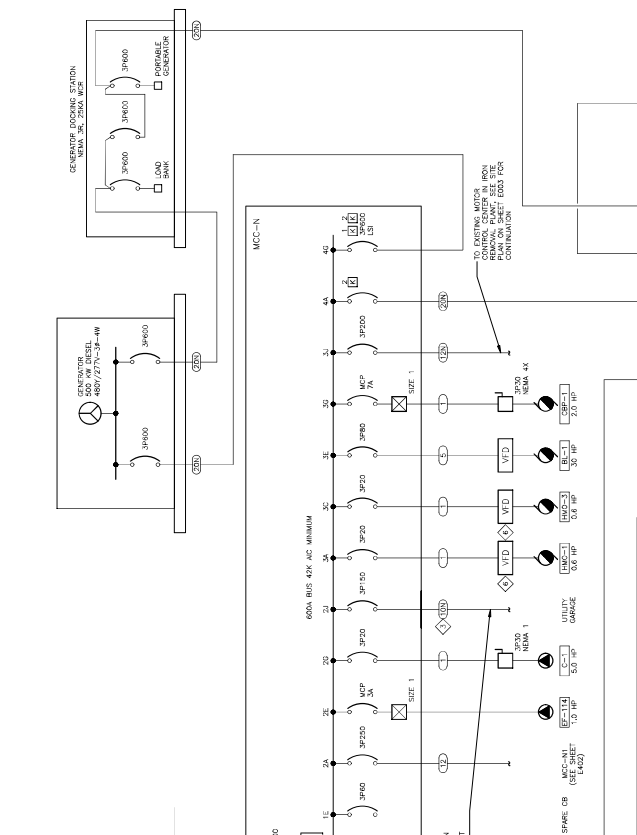 GENERATOR DOCKING STATION
NEMA 3R, 25KA WCR
3P600
PORTABLE
GENERATOR
3P600
3P600
LOAD
BANK
20N
GENERATOR
500 KW DIESEL
480Y/277V-3Ø-4W
3P600
20N
3P600
20N
MCC-N
600A BUS 42K AIC MINIMUM
4G
1 2
K K
3P600
LSI
TO EXISTING MOTOR
CONTROL CENTER IN IRON
REMOVAL PLANT, SEE SITE
PLAN ON SHEET E003 FOR
CONTINUATION
4A
2
K
20N
3J
3P200
12N
3G
MCP
7A
SIZE 1
1
3P30
NEMA 4X
CBP-1
2.0 HP
3E
3P80
5
VFD
BL-1
30 HP
3C
3P20
1
VFD
6
HMO-3
0.6 HP
3A
3P20
1
VFD
6
HMO-1
0.6 HP
2J
3P150
10N
3
UTILITY
GARAGE
2G
3P20
1
3P30
NEMA 1
C-1
5.0 HP
2E
MCP
3A
SIZE 1
EF-114
1.0 HP
2A
3P250
12
MCC-N1
(SEE SHEET
E402)
1E
3P60
SPARE CB